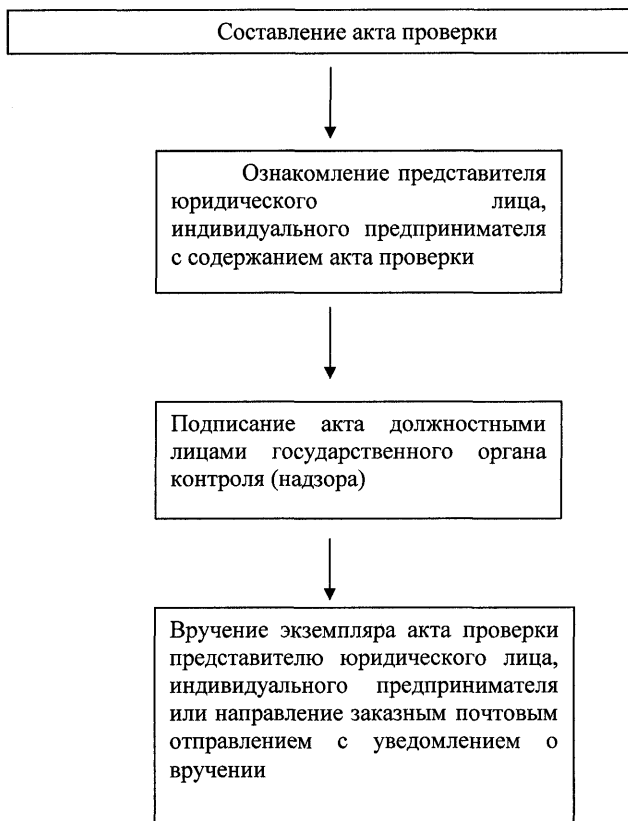 Составление акта проверки
Ознакомление представителя
юридического лица,
индивидуального предпринимателя
с содержанием акта проверки
Подписание акта должностными
лицами государственного органа
контроля (надзора)
Вручение экземпляра акта проверки
представителю юридического лица,
индивидуального предпринимателя
или направление заказным почтовым
отправлением с уведомлением о
вручении